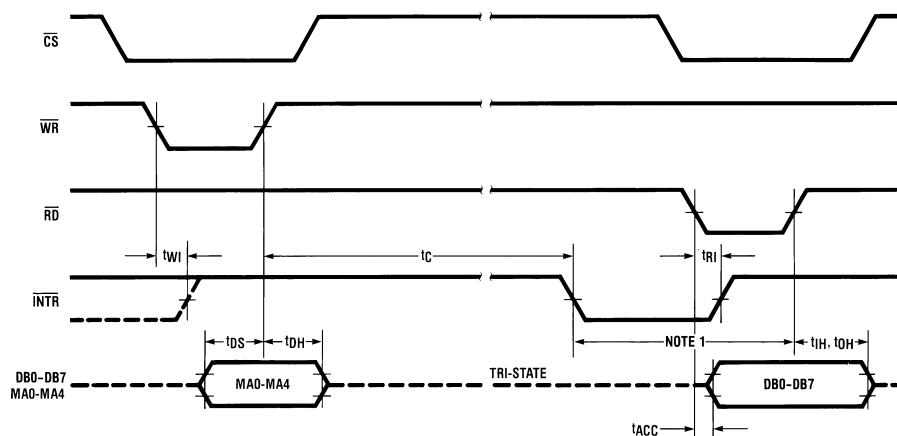 CS
WR
RD
tWI
tC
tRI
INTR
tDS
tDH
NOTE 1
tIH, tOH
DB0–DB7
MA0–MA4
MA0–MA4
TRI-STATE
DB0–DB7
tACC